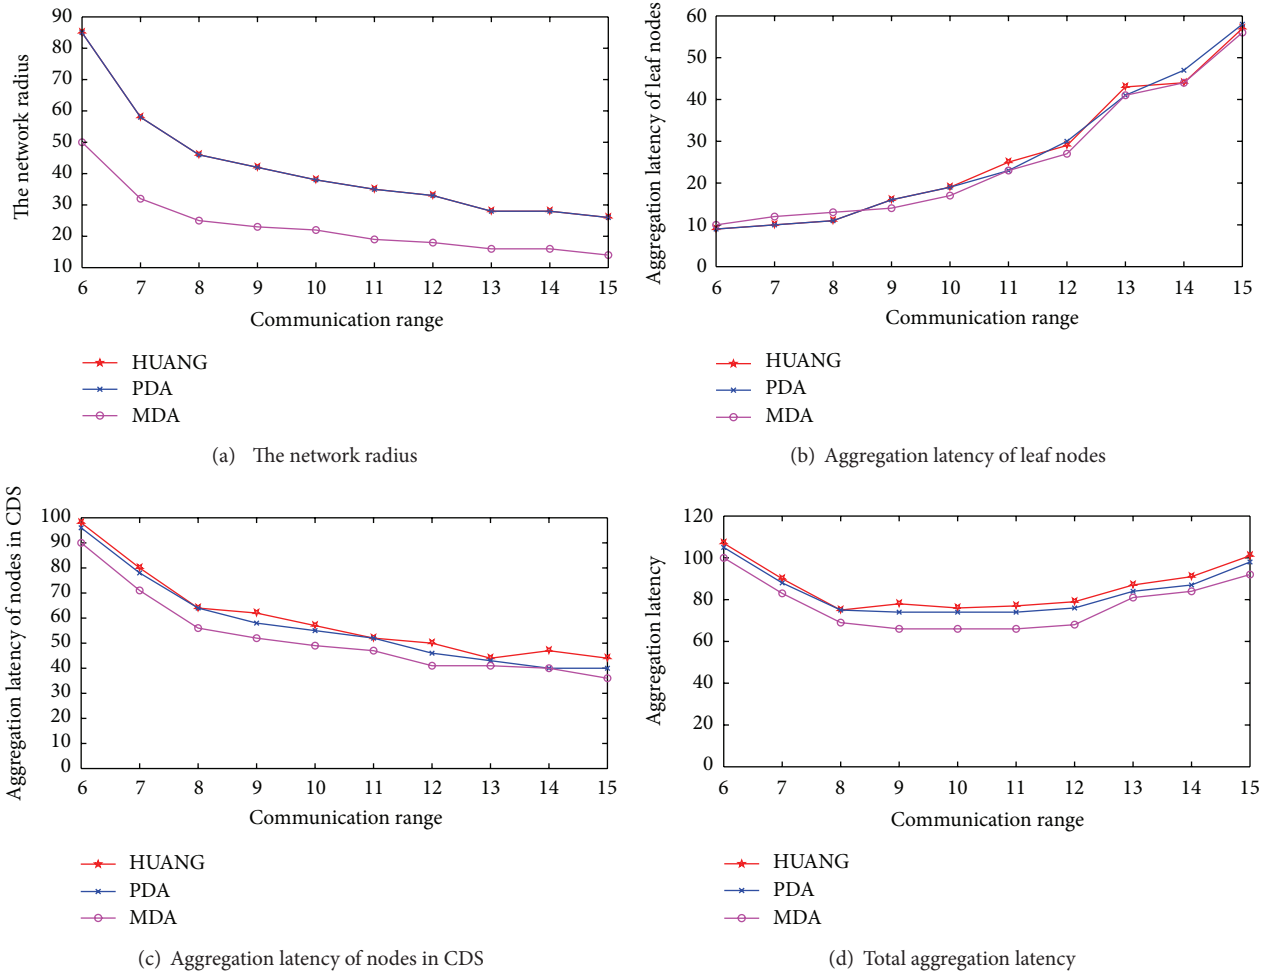 The network radius
90
80
70
60
50
40
30
20
10
6 7 8 9 10 11 12 13 14 15
Communication range
HUANG
PDA
MDA
(a) The network radius
Aggregation latency of leaf nodes
60
50
40
30
20
10
0
6 7 8 9 10 11 12 13 14 15
Communication range
HUANG
PDA
MDA
(b) Aggregation latency of leaf nodes
Aggregation latency of nodes in CDS
100
90
80
70
60
50
40
30
20
10
0
6 7 8 9 10 11 12 13 14 15
Communication range
HUANG
PDA
MDA
(c) Aggregation latency of nodes in CDS
Aggregation latency
120
100
80
60
40
20
0
6 7 8 9 10 11 12 13 14 15
Communication range
HUANG
PDA
MDA
(d) Total aggregation latency